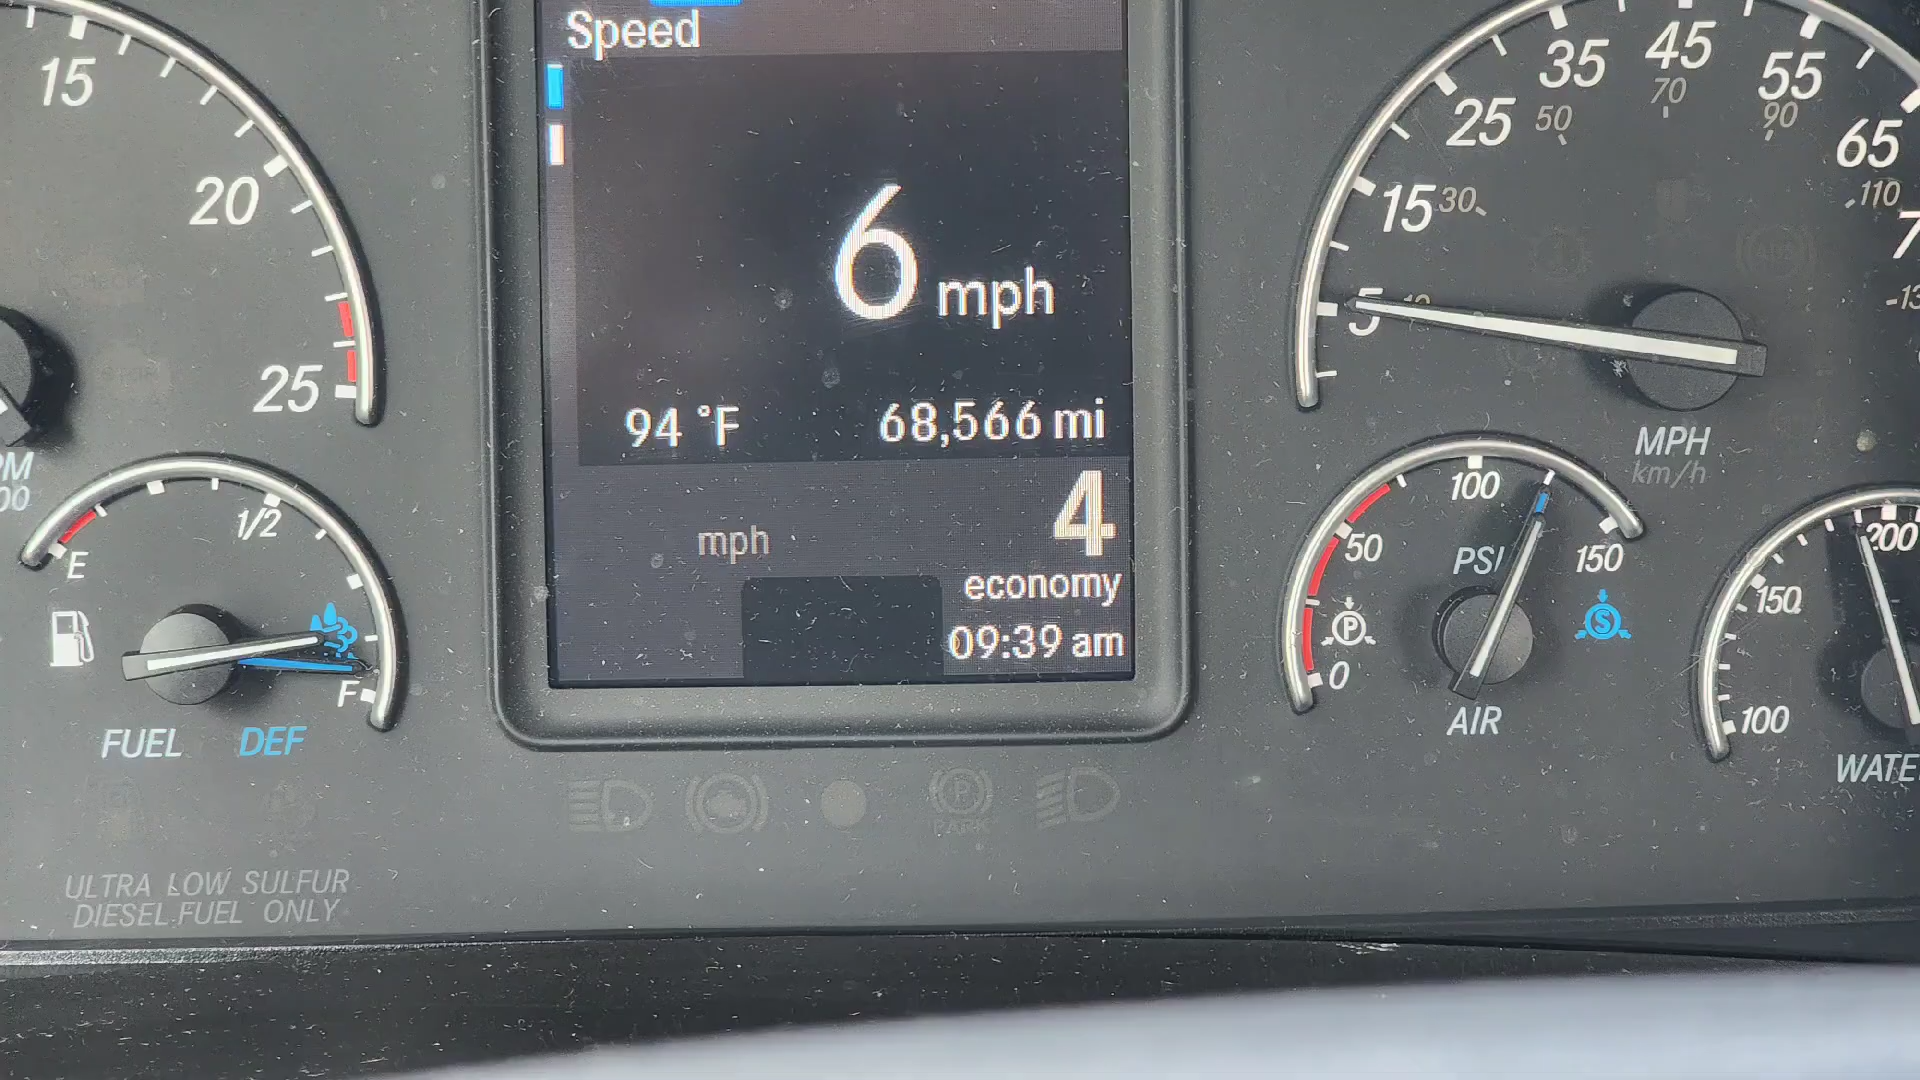 Speed
6 mph
94 °F 68,566 mi
mph 4
economy
09:39 am
15
20
25
E
1/2
F
FUEL DEF
ULTRA LOW SULFUR
DIESEL FUEL ONLY
5
15 30
25 50
35
45 70
55 90
65 110
MPH
km/h
0
50
100
150
PSI
P
S
AIR
100
150
200
PARK